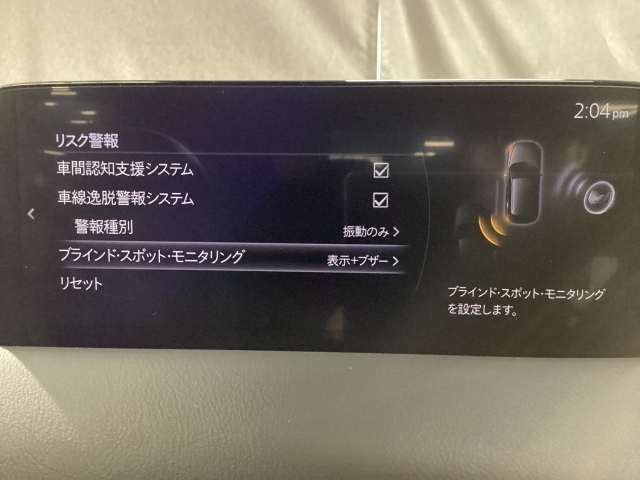 2:04pm
リスク警報
車間認知支援システム
車線逸脱警報システム
警報種別 振動のみ
ブラインド・スポット・モニタリング 表示+ブザー
リセット
ブラインド・スポット・モニタリング
を設定します。